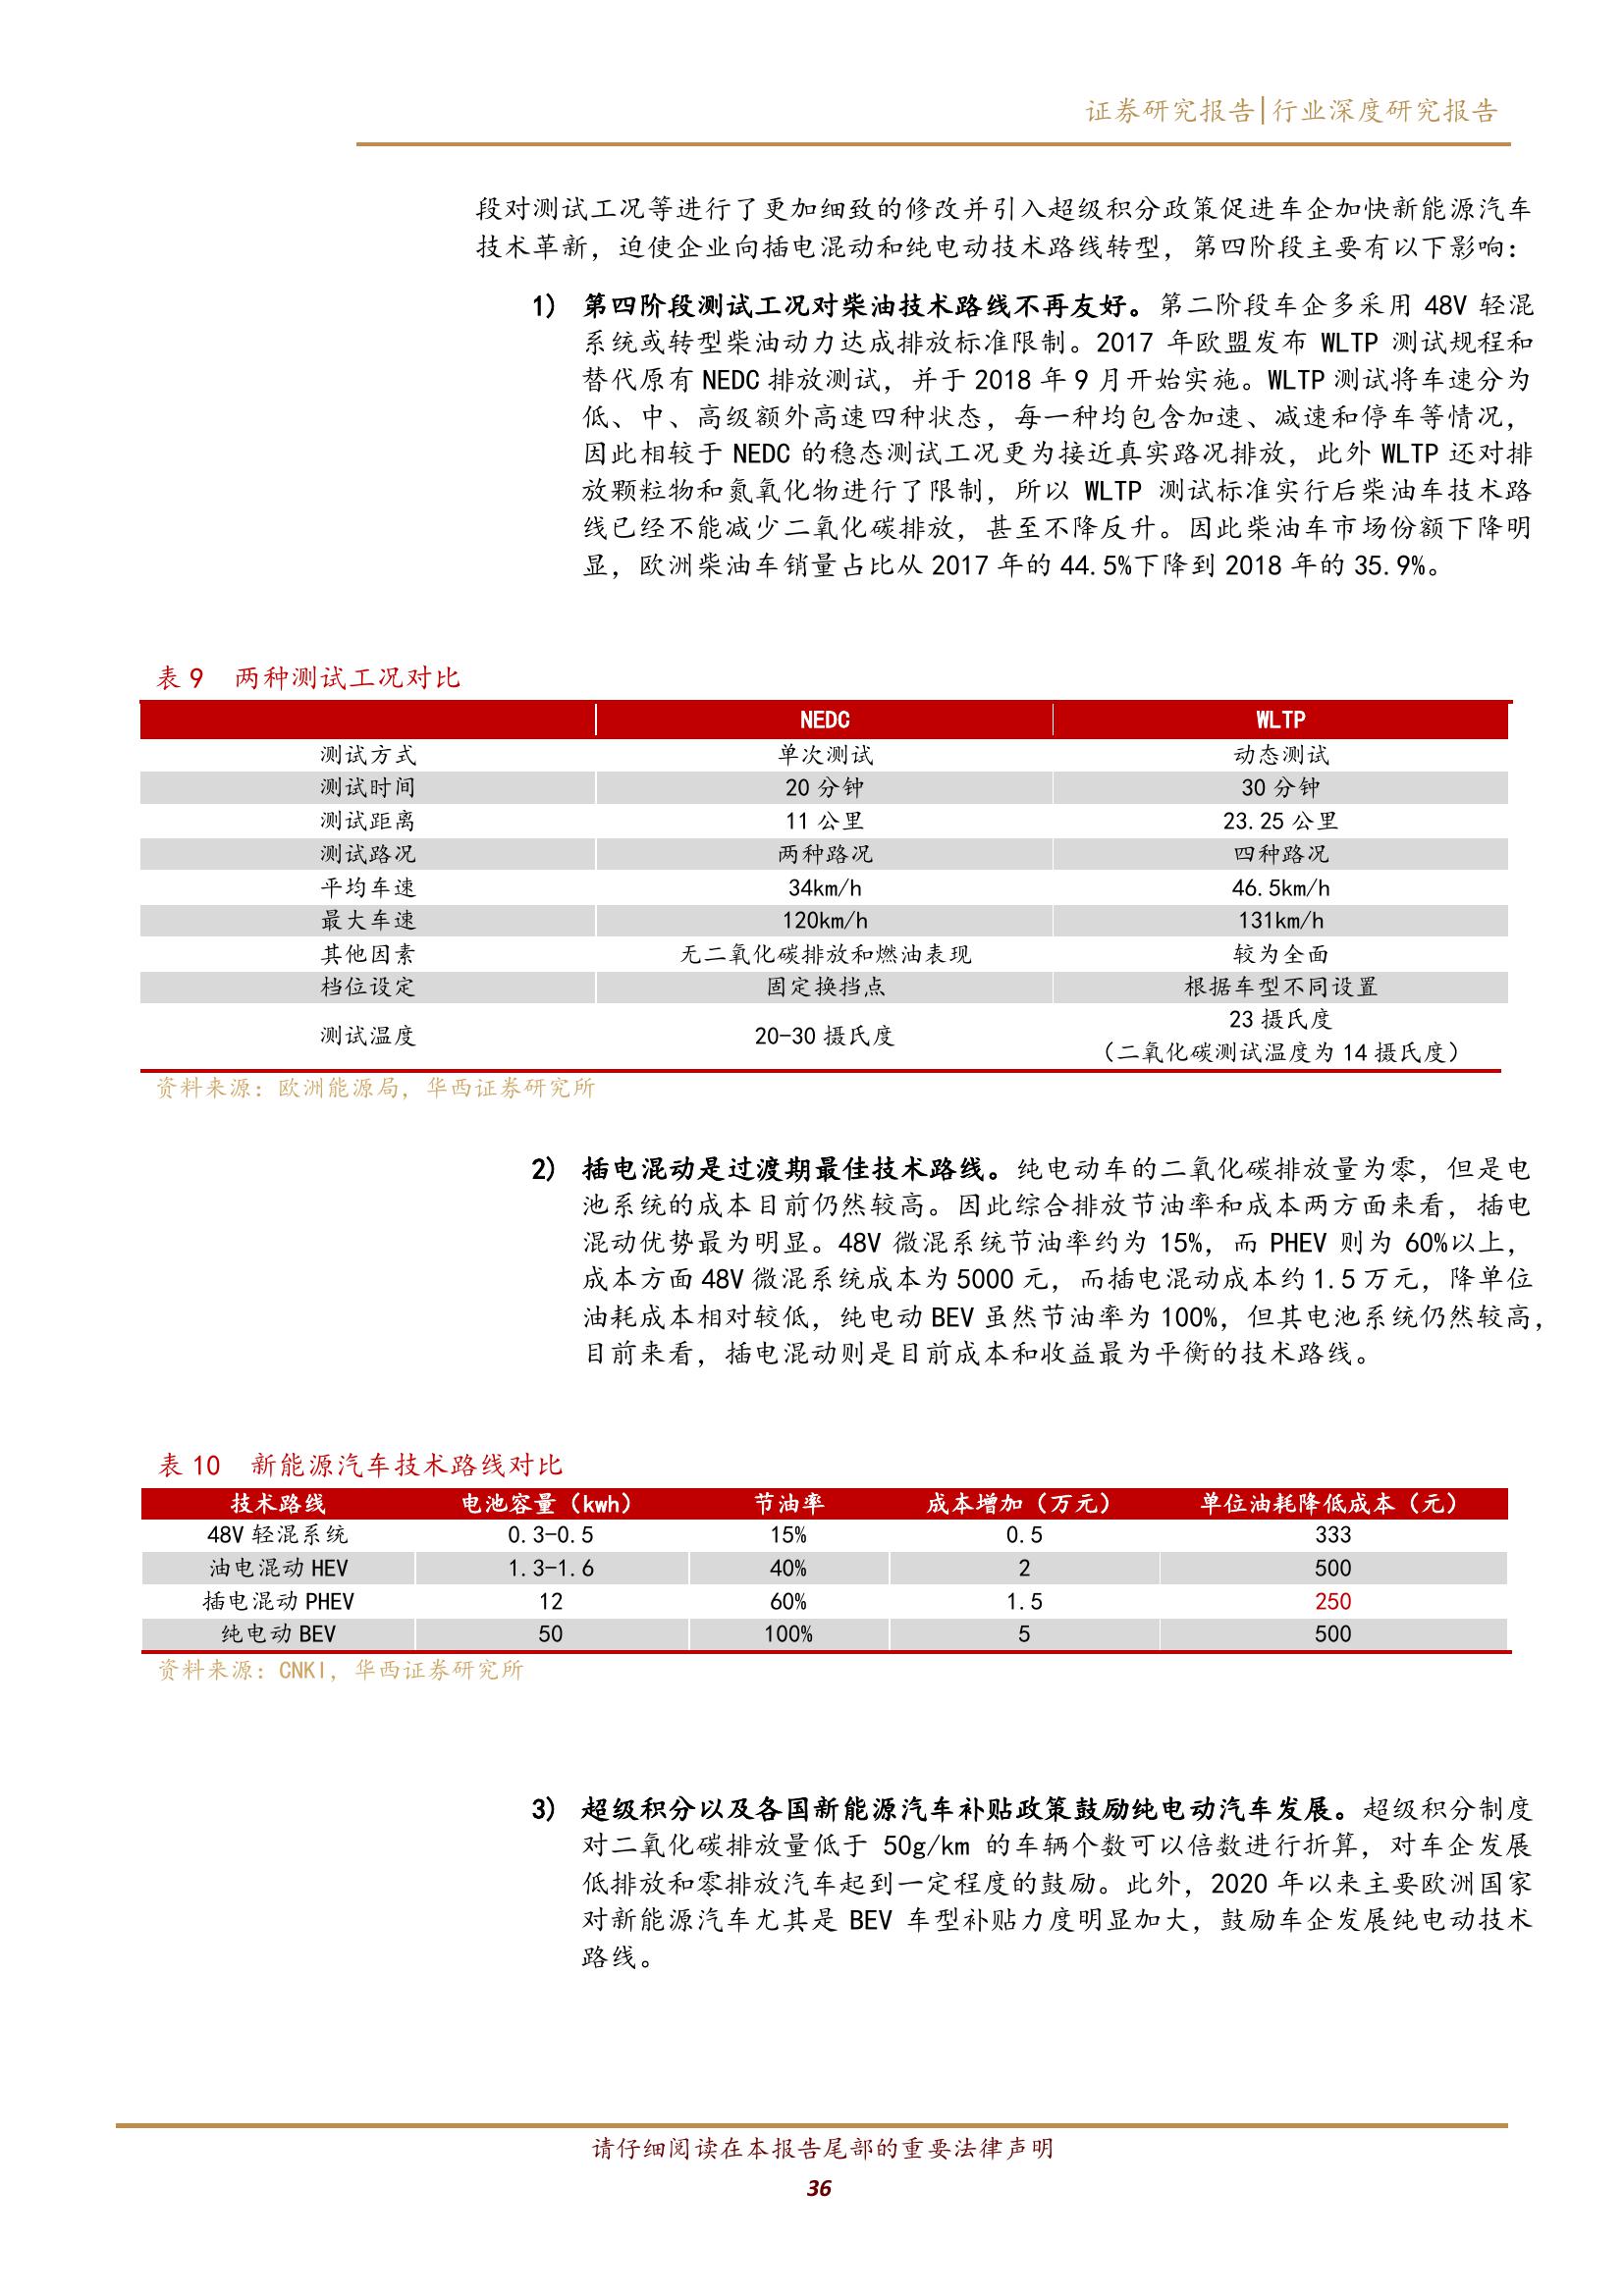 证券研究报告|行业深度研究报告
段对测试工况等进行了更加细致的修改并引入超级积分政策促进车企加快新能源汽车
技术革新，迫使企业向插电混动和纯电动技术路线转型，第四阶段主要有以下影响：
1) 第四阶段测试工况对柴油技术路线不再友好。第二阶段车企多采用 48V 轻混
系统或转型柴油动力达成排放标准限制。2017 年欧盟发布 WLTP 测试规程和
替代原有 NEDC 排放测试，并于 2018 年 9 月开始实施。WLTP 测试将车速分为
低、中、高级额外高速四种状态，每一种均包含加速、减速和停车等情况，
因此相较于 NEDC 的稳态测试工况更为接近真实路况排放，此外 WLTP 还对排
放颗粒物和氮氧化物进行了限制，所以 WLTP 测试标准实行后柴油车技术路
线已经不能减少二氧化碳排放，甚至不降反升。因此柴油车市场份额下降明
显，欧洲柴油车销量占比从 2017 年的 44.5%下降到 2018 年的 35.9%。
表 9 两种测试工况对比
NEDC WLTP
测试方式 单次测试 动态测试
测试时间 20 分钟 30 分钟
测试距离 11 公里 23.25 公里
测试路况 两种路况 四种路况
平均车速 34km/h 46.5km/h
最大车速 120km/h 131km/h
其他因素 无二氧化碳排放和燃油表现 较为全面
档位设定 固定换挡点 根据车型不同设置
测试温度 20-30 摄氏度 23 摄氏度
（二氧化碳测试温度为 14 摄氏度）
资料来源：欧洲能源局，华西证券研究所
2) 插电混动是过渡期最佳技术路线。纯电动车的二氧化碳排放量为零，但是电
池系统的成本目前仍然较高。因此综合排放节油率和成本两方面来看，插电
混动优势最为明显。48V 微混系统节油率约为 15%，而 PHEV 则为 60%以上，
成本方面 48V 微混系统成本为 5000 元，而插电混动成本约 1.5 万元，降单位
油耗成本相对较低，纯电动 BEV 虽然节油率为 100%，但其电池系统仍然较高，
目前来看，插电混动则是目前成本和收益最为平衡的技术路线。
表 10 新能源汽车技术路线对比
技术路线 电池容量（kwh） 节油率 成本增加（万元） 单位油耗降低成本（元）
48V 轻混系统 0.3-0.5 15% 0.5 333
油电混动 HEV 1.3-1.6 40% 2 500
插电混动 PHEV 12 60% 1.5 250
纯电动 BEV 50 100% 5 500
资料来源：CNKI，华西证券研究所
3) 超级积分以及各国新能源汽车补贴政策鼓励纯电动汽车发展。超级积分制度
对二氧化碳排放量低于 50g/km 的车辆个数可以倍数进行折算，对车企发展
低排放和零排放汽车起到一定程度的鼓励。此外，2020 年以来主要欧洲国家
对新能源汽车尤其是 BEV 车型补贴力度明显加大，鼓励车企发展纯电动技术
路线。
请仔细阅读在本报告尾部的重要法律声明
36